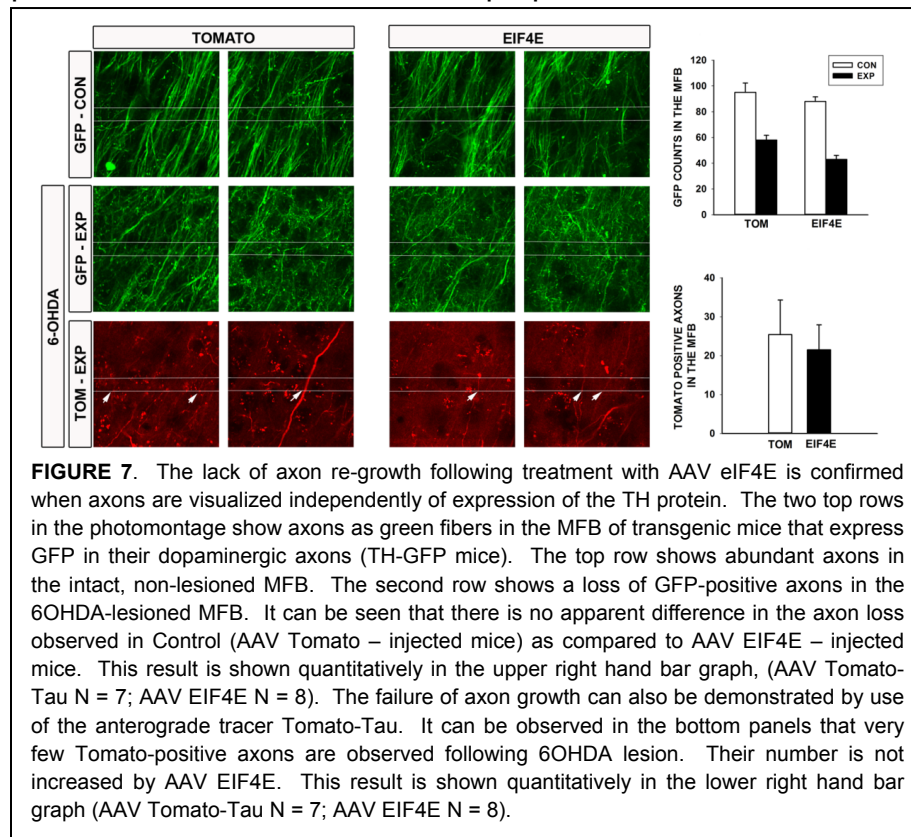 TOMATO
EIF4E
GFP - CON
6-OHDA
GFP - EXP
TOM - EXP
CON
EXP
GFP COUNTS IN THE MFB
120
100
80
60
40
20
0
TOM
EIF4E
TOMATO POSITIVE AXONS
IN THE MFB
40
30
20
10
0
TOM
EIF4E
FIGURE 7. The lack of axon re-growth following treatment with AAV eIF4E is confirmed
when axons are visualized independently of expression of the TH protein. The two top rows
in the photomontage show axons as green fibers in the MFB of transgenic mice that express
GFP in their dopaminergic axons (TH-GFP mice). The top row shows abundant axons in
the intact, non-lesioned MFB. The second row shows a loss of GFP-positive axons in the
6OHDA-lesioned MFB. It can be seen that there is no apparent difference in the axon loss
observed in Control (AAV Tomato – injected mice) as compared to AAV EIF4E – injected
mice. This result is shown quantitatively in the upper right hand bar graph, (AAV Tomato-
Tau N = 7; AAV EIF4E N = 8). The failure of axon growth can also be demonstrated by use
of the anterograde tracer Tomato-Tau. It can be observed in the bottom panels that very
few Tomato-positive axons are observed following 6OHDA lesion. Their number is not
increased by AAV EIF4E. This result is shown quantitatively in the lower right hand bar
graph (AAV Tomato-Tau N = 7; AAV EIF4E N = 8).